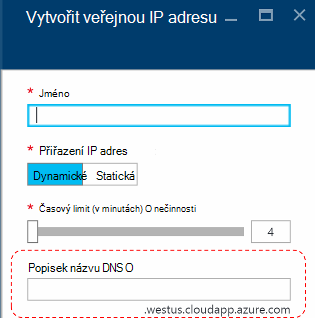 Vytvořit veřejnou IP adresu
* Jméno
* Přiřazení IP adres
Dynamické Statická
* Časový limit (v minutách) O nečinnosti
4
Popisek názvu DNS O
.westus.cloudapp.azure.com